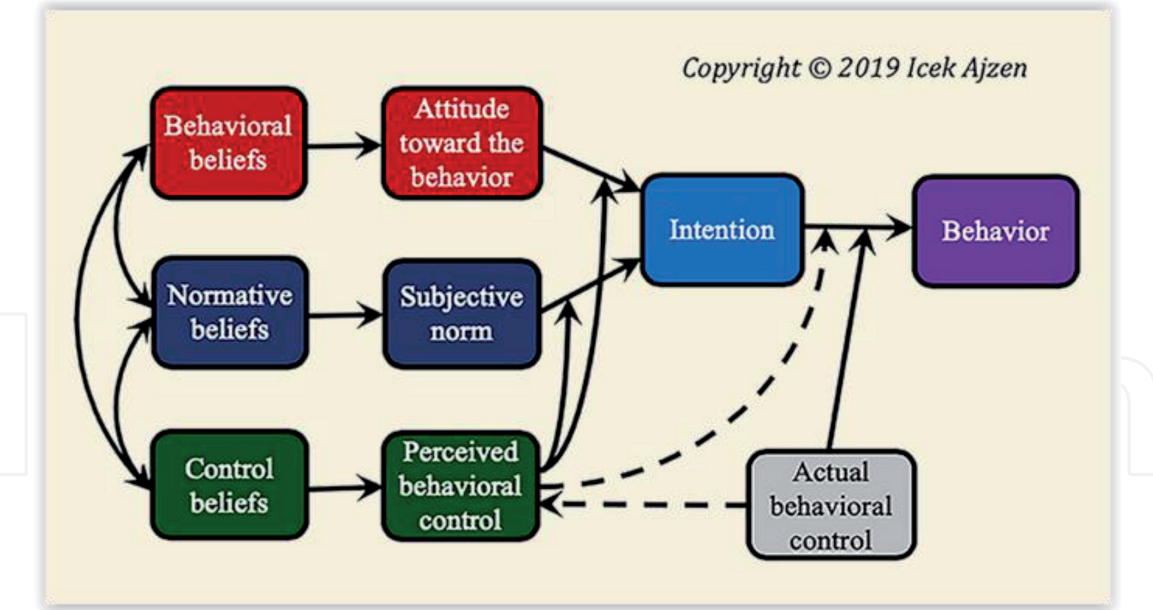 Copyright © 2019 Icek Ajzen
Behavioral
beliefs
Attitude
toward the
behavior
Intention
Behavior
Normative
beliefs
Subjective
norm
Control
beliefs
Perceived
behavioral
control
Actual
behavioral
control